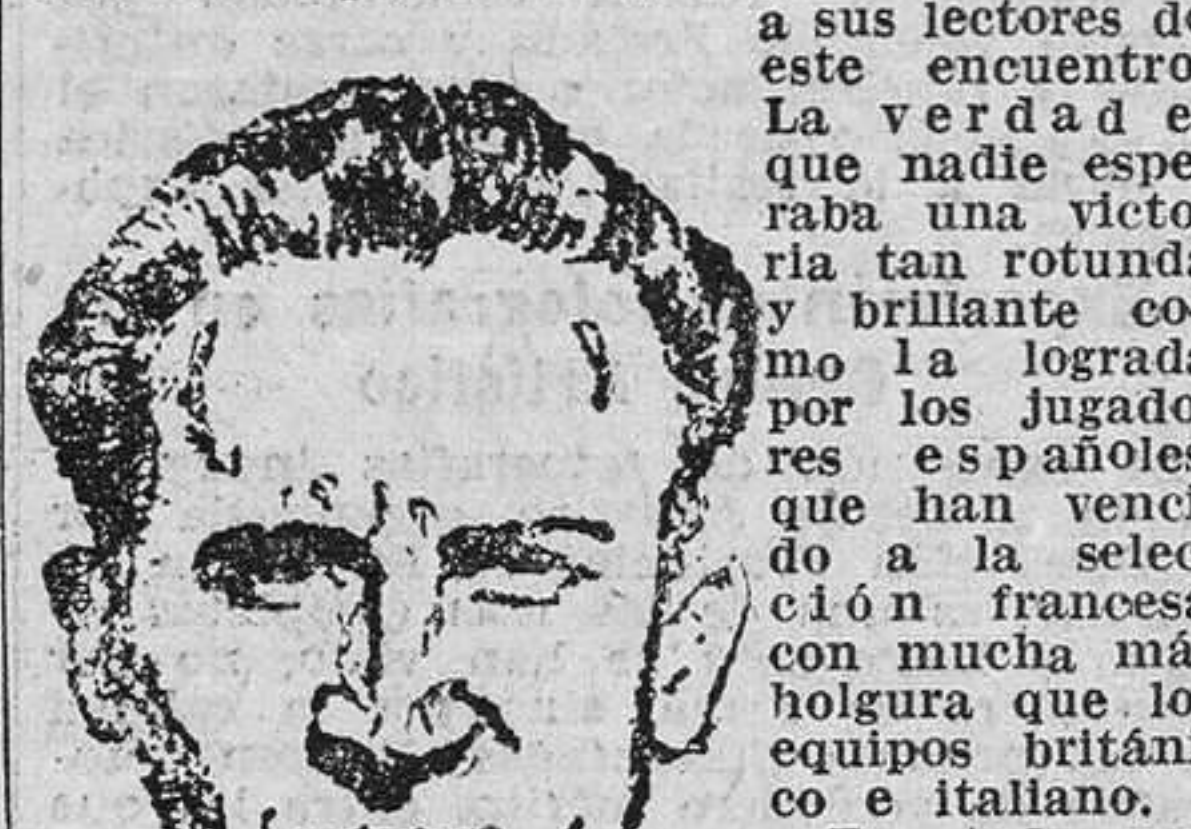 a sus lectores de
este encuentro
La verdad e
que nadie espe
raba una victo
ria tan rotunda
y brillante co-
mo la lograda
por los jugado
res españoles
que han venci
do a la selec
ción francesa
con mucha má
holgura que lo
equipos britán
co e italiano.